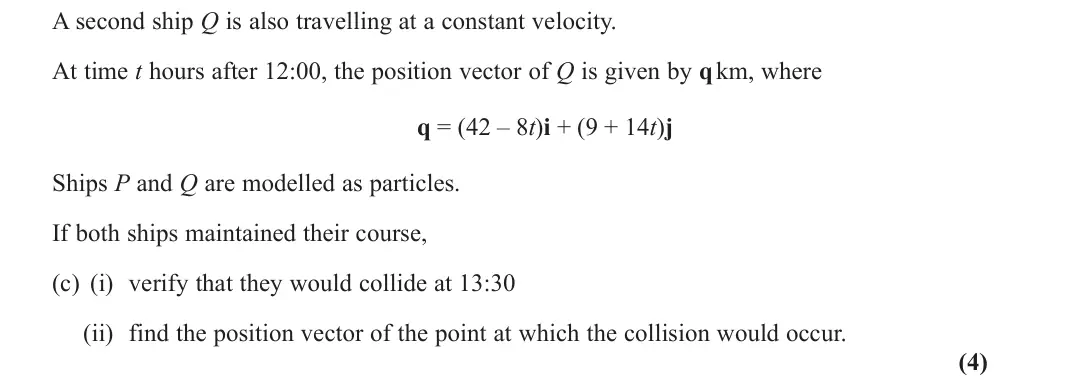 A second ship Q is also travelling at a constant velocity.
At time t hours after 12:00, the position vector of Q is given by q km, where
q = (42 – 8t)i + (9 + 14t)j
Ships P and Q are modelled as particles.
If both ships maintained their course,
(c) (i) verify that they would collide at 13:30
(ii) find the position vector of the point at which the collision would occur.
(4)